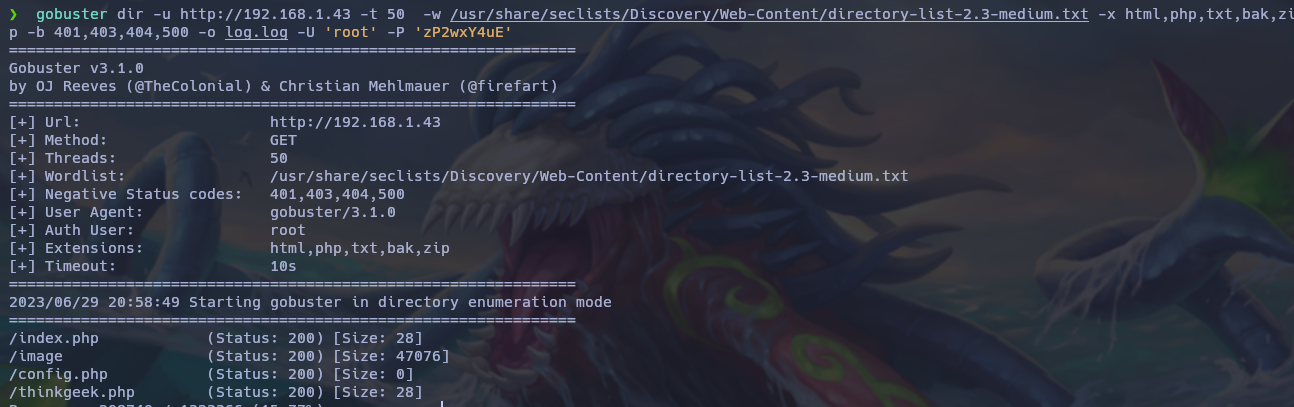 ❯ gobuster dir -u http://192.168.1.43 -t 50  -w /usr/share/seclists/Discovery/Web-Content/directory-list-2.3-medium.txt -x html,php,txt,bak,zi
p -b 401,403,404,500 -o log.log -U 'root' -P 'zP2wxY4uE'
===============================================================
Gobuster v3.1.0
by OJ Reeves (@TheColonial) & Christian Mehlmauer (@firefart)
===============================================================
[+] Url:                     http://192.168.1.43
[+] Method:                  GET
[+] Threads:                 50
[+] Wordlist:                /usr/share/seclists/Discovery/Web-Content/directory-list-2.3-medium.txt
[+] Negative Status codes:   401,403,404,500
[+] User Agent:              gobuster/3.1.0
[+] Auth User:               root
[+] Extensions:              html,php,txt,bak,zip
[+] Timeout:                 10s
===============================================================
2023/06/29 20:58:49 Starting gobuster in directory enumeration mode
===============================================================
/index.php            (Status: 200) [Size: 28]
/image                (Status: 200) [Size: 47076]
/config.php           (Status: 200) [Size: 0]
/thinkgeek.php        (Status: 200) [Size: 28]